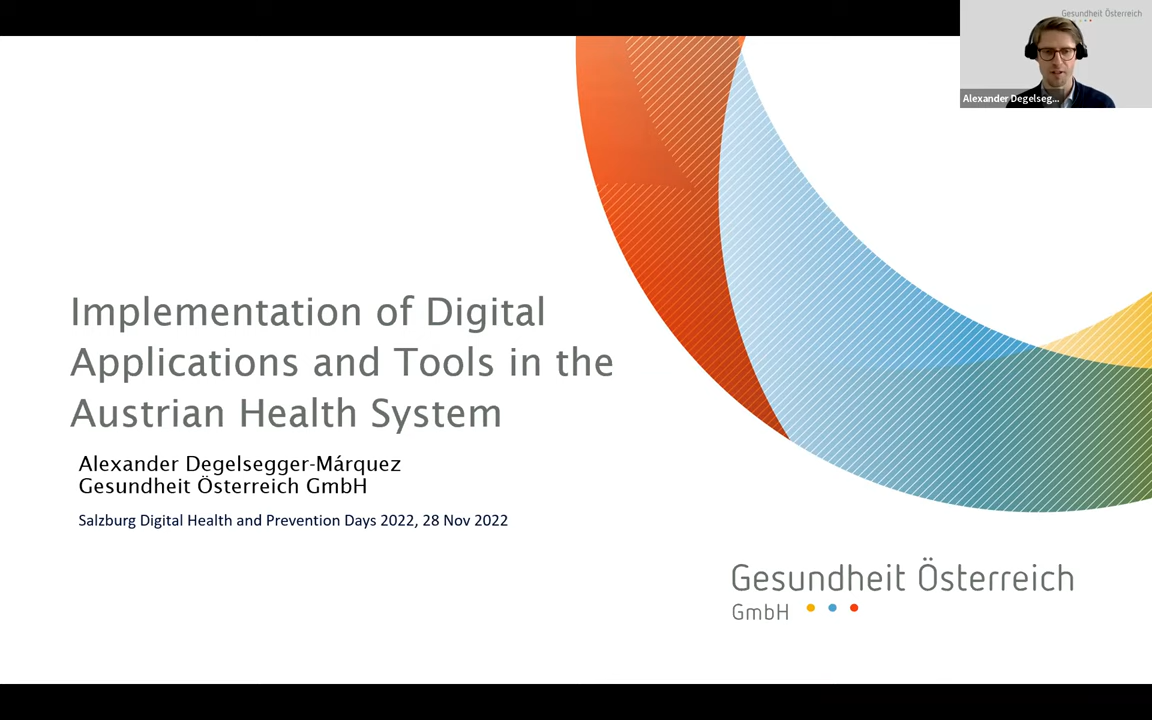 Gesundheit Österreich
Alexander Degelseg...
Implementation of Digital
Applications and Tools in the
Austrian Health System
Alexander Degelsegger-Márquez
Gesundheit Österreich GmbH
Salzburg Digital Health and Prevention Days 2022, 28 Nov 2022
Gesundheit Österreich
GmbH